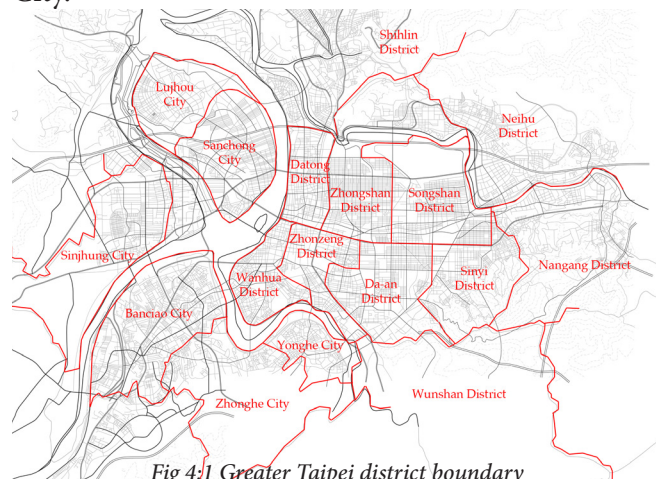 City.
Shihlin
District
Lujhou
City
Neihu
District
Sanchong
City
Datong
District
Zhongshan
District
Songshan
District
Zhonzeng
District
Sinjhung City
Wanhua
District
Da-an
District
Sinyi
District
Nangang District
Banciao City
Yonghe City
Zhonghe City
Wunshan District
Fig 4:1 Greater Taipei district boundary